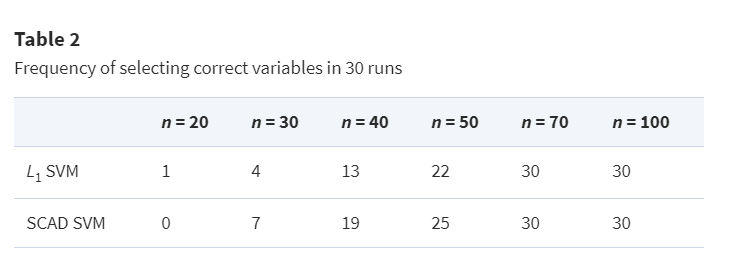 Table 2
Frequency of selecting correct variables in 30 runs
n = 20 n = 30 n = 40 n = 50 n = 70 n = 100
L1 SVM 1 4 13 22 30 30
SCAD SVM 0 7 19 25 30 30